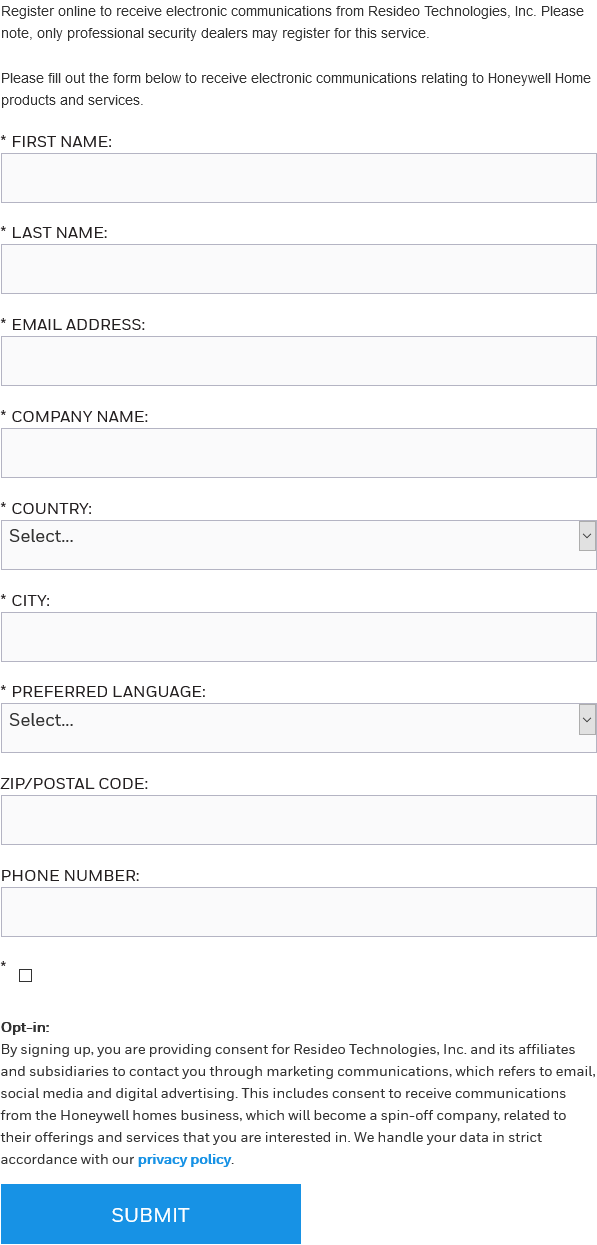 Register online to receive electronic communications from Resideo Technologies, Inc. Please
note, only professional security dealers may register for this service.
Please fill out the form below to receive electronic communications relating to Honeywell Home
products and services.
* FIRST NAME:
* LAST NAME:
* EMAIL ADDRESS:
* COMPANY NAME:
* COUNTRY:
Select...
* CITY:
* PREFERRED LANGUAGE:
Select...
ZIP/POSTAL CODE:
PHONE NUMBER:
*
Opt-in:
By signing up, you are providing consent for Resideo Technologies, Inc. and its affiliates
and subsidiaries to contact you through marketing communications, which refers to email,
social media and digital advertising. This includes consent to receive communications
from the Honeywell homes business, which will become a spin-off company, related to
their offerings and services that you are interested in. We handle your data in strict
accordance with our privacy policy.
SUBMIT